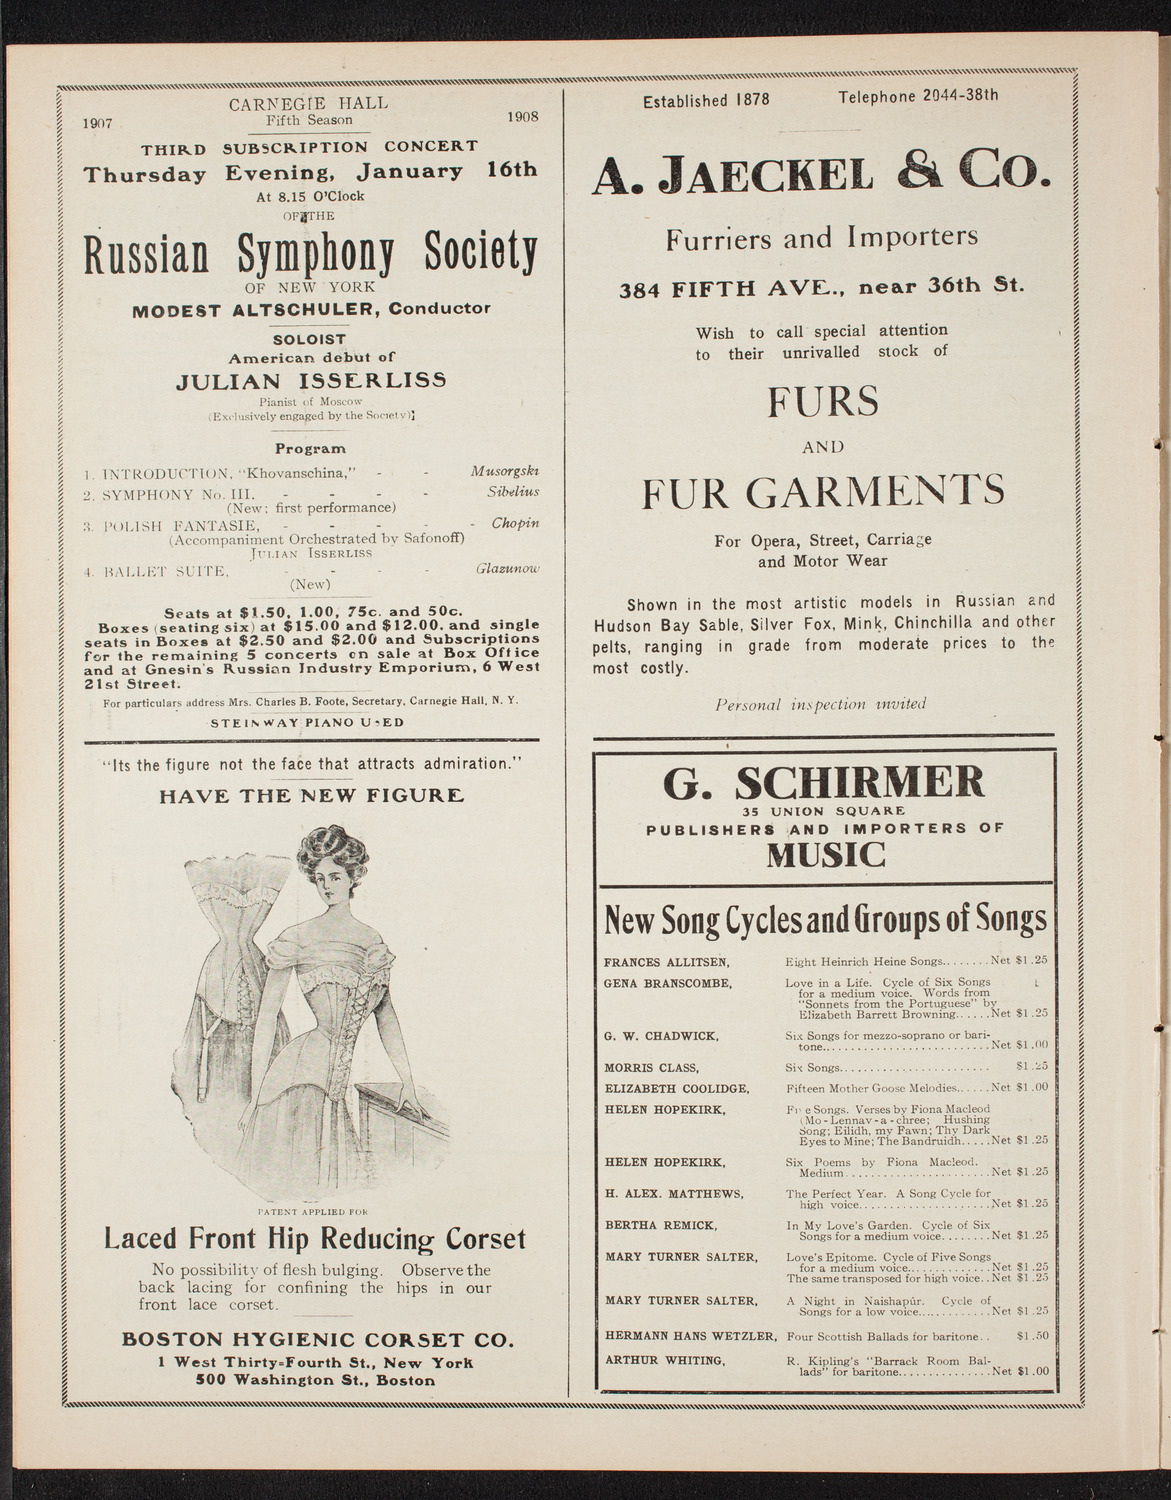 CARNEGIE HALL
1907 Fifth Season 1908
THIRD SUBSCRIPTION CONCERT
Thursday Evening, January 16th
At 8.15 O'Clock
OF THE
Russian Symphony Society
OF NEW YORK
MODEST ALTSCHULER, Conductor
SOLOIST
American debut of
JULIAN ISSERLISS
Pianist of Moscow
(Exclusively engaged by the Society)
Program
1. INTRODUCTION, "Khovanschina," - - Musorgski
2. SYMPHONY No. III. - - - - Sibelius
(New; first performance)
3. POLISH FANTASIE, - - - - - Chopin
(Accompaniment Orchestrated by Safonoff)
JULIAN ISSERLISS
4. BALLET SUITE, - - - - Glazunow
(New)
Seats at $1.50, 1.00, 75c. and 50c.
Boxes (seating six) at $15.00 and $12.00. and single
seats in Boxes at $2.50 and $2.00 and Subscriptions
for the remaining 5 concerts on sale at Box Office
and at Gnesin's Russian Industry Emporium, 6 West
21st Street.
For particulars address Mrs. Charles B. Foote, Secretary, Carnegie Hall, N. Y.
STEINWAY PIANO USED
"Its the figure not the face that attracts admiration."
HAVE THE NEW FIGURE
PATENT APPLIED FOR
Laced Front Hip Reducing Corset
No possibility of flesh bulging. Observe the
back lacing for confining the hips in our
front lace corset.
BOSTON HYGIENIC CORSET CO.
1 West Thirty=Fourth St., New York
500 Washington St., Boston
Established 1878 Telephone 2044-38th
A. JAECKEL & CO.
Furriers and Importers
384 FIFTH AVE., near 36th St.
Wish to call special attention
to their unrivalled stock of
FURS
AND
FUR GARMENTS
For Opera, Street, Carriage
and Motor Wear
Shown in the most artistic models in Russian and
Hudson Bay Sable, Silver Fox, Mink, Chinchilla and other
pelts, ranging in grade from moderate prices to the
most costly.
Personal inspection invited
G. SCHIRMER
35 UNION SQUARE
PUBLISHERS AND IMPORTERS OF
MUSIC
New Song Cycles and Groups of Songs
FRANCES ALLITSEN, Eight Heinrich Heine Songs........Net $1.25
GENA BRANSCOMBE, Love in a Life. Cycle of Six Songs
for a medium voice. Words from
"Sonnets from the Portuguese" by
Elizabeth Barrett Browning......Net $1.25
G. W. CHADWICK, Six Songs for mezzo-soprano or bari-
tone...........................Net $1.00
MORRIS CLASS, Six Songs........................ $1.25
ELIZABETH COOLIDGE, Fifteen Mother Goose Melodies......Net $1.00
HELEN HOPEKIRK, Five Songs. Verses by Fiona Macleod
(Mo-Lennav-a-chree; Hushing
Song; Eilidh, my Fawn; Thy Dark
Eyes to Mine; The Bandruidh.....Net $1.25
HELEN HOPEKIRK, Six Poems by Fiona Macleod.
Medium........................Net $1.25
H. ALEX. MATTHEWS, The Perfect Year. A Song Cycle for
high voice.....................Net $1.25
BERTHA REMICK, In My Love's Garden. Cycle of Six
Songs for a medium voice........Net $1.25
MARY TURNER SALTER, Love's Epitome. Cycle of Five Songs
for a medium voice..............Net $1.25
The same transposed for high voice..Net $1.25
MARY TURNER SALTER, A Night in Naishapûr. Cycle of
Songs for a low voice............Net $1.25
HERMANN HANS WETZLER, Four Scottish Ballads for baritone.. $1.50
ARTHUR WHITING, R. Kipling's "Barrack Room Bal-
lads" for baritone...............Net $1.00